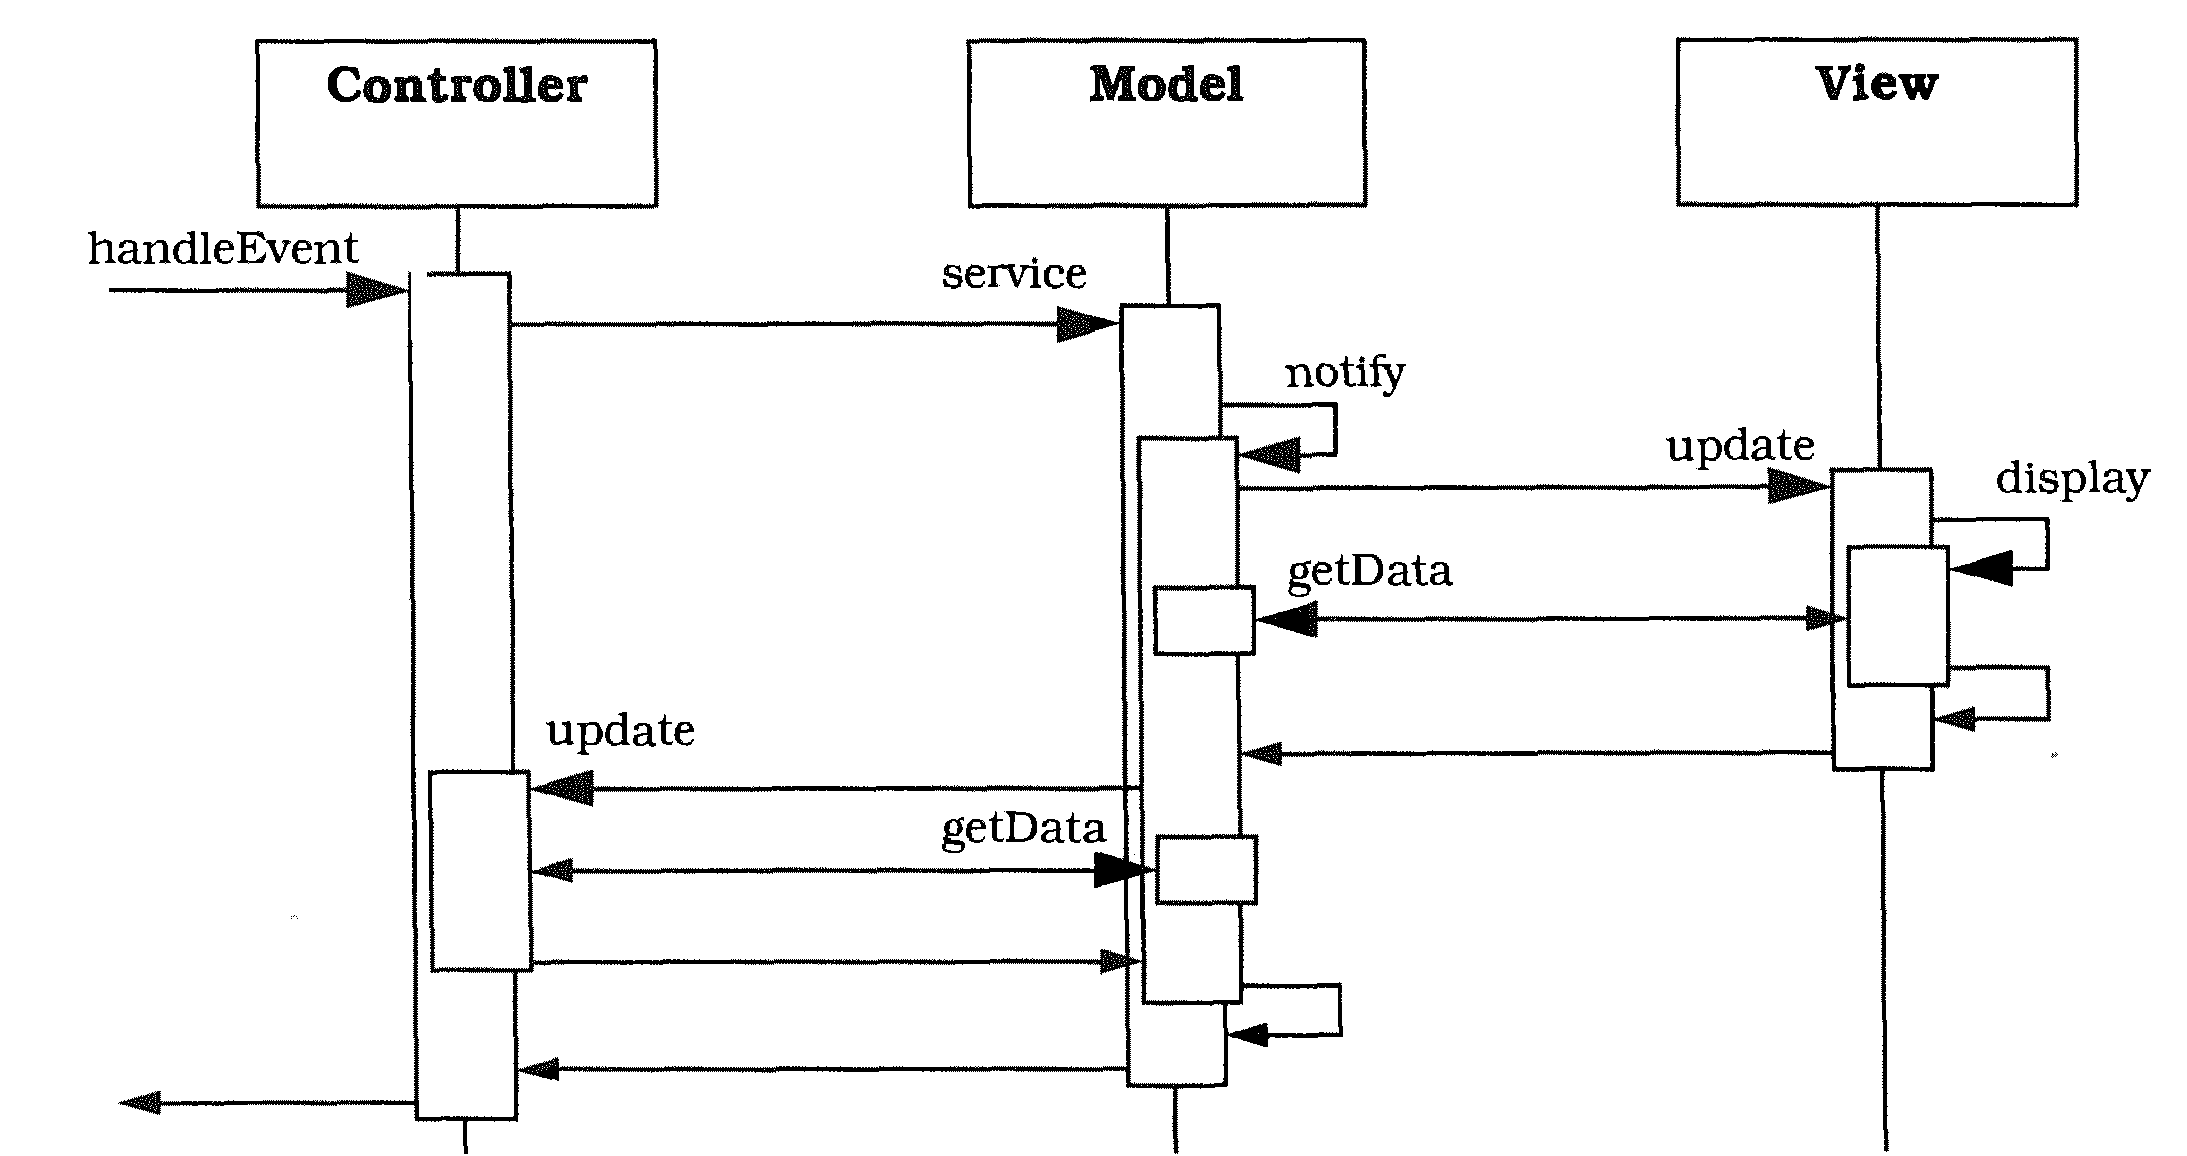 Controller
Model
View
handleEvent
service
notify
update
display
getData
update
getData